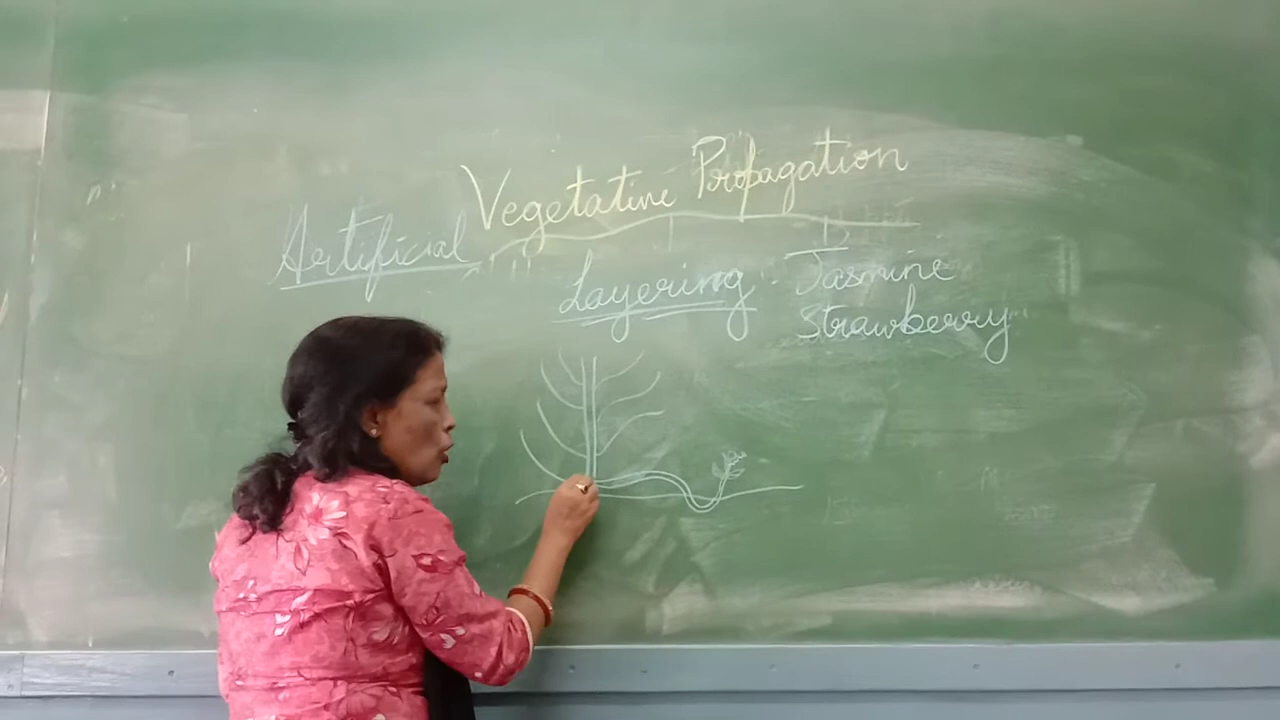 Vegetative Propagation
Artificial
Layering - Jasmine
Strawberry